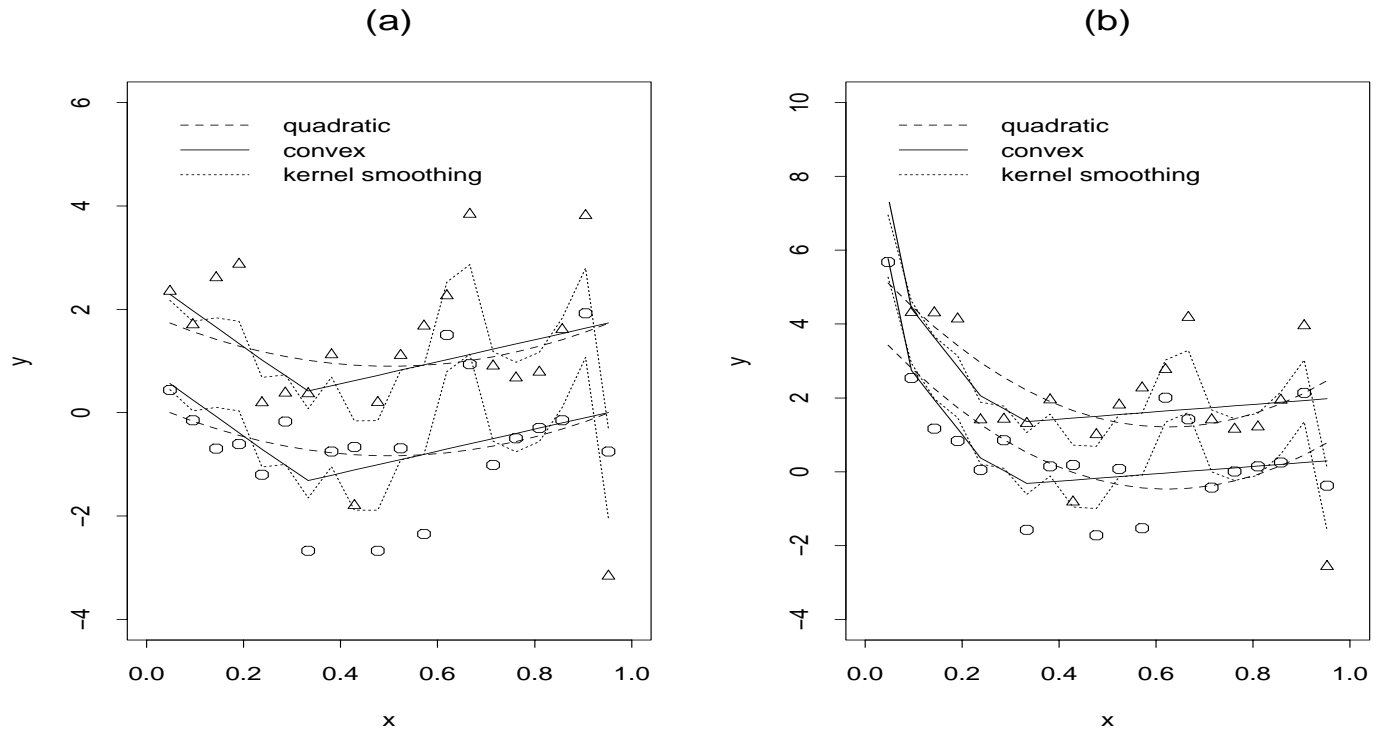 (a)
quadratic
convex
kernel smoothing
y
6
4
2
0
−2
−4
0.0 0.2 0.4 0.6 0.8 1.0
x
(b)
quadratic
convex
kernel smoothing
y
10
8
6
4
2
0
−2
−4
0.0 0.2 0.4 0.6 0.8 1.0
x